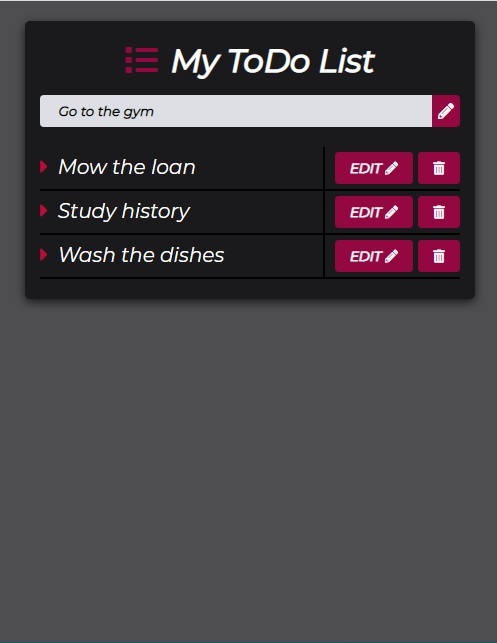 My ToDo List
Go to the gym
Mow the loan EDIT
Study history EDIT
Wash the dishes EDIT